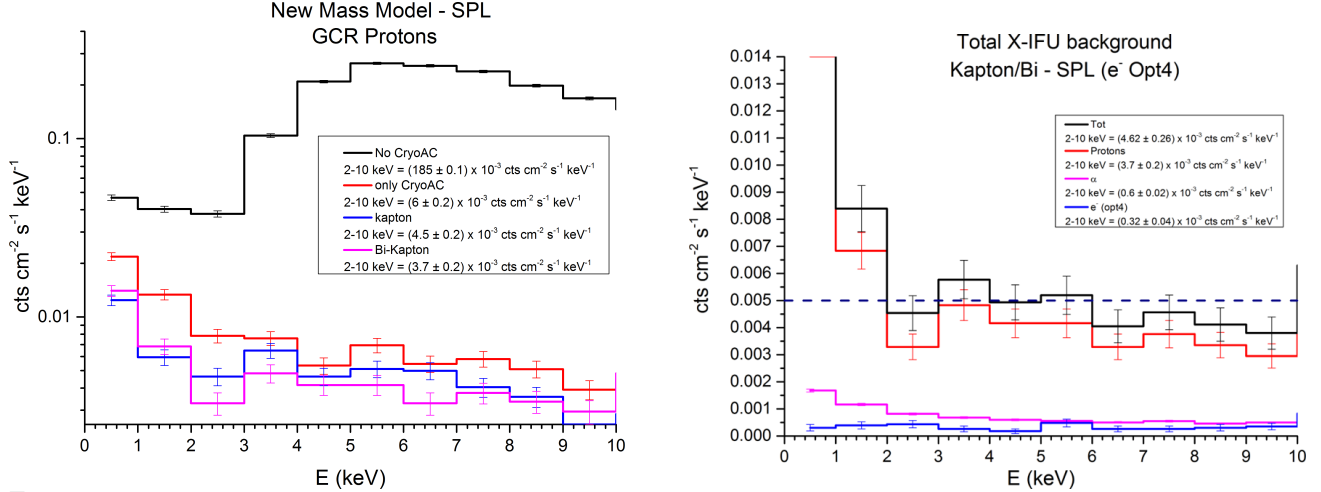 New Mass Model - SPL
GCR Protons
cts cm⁻² s⁻¹ keV⁻¹
0.1
0.01
No CryoAC
2-10 keV = (185 ± 0.1) x 10⁻³ cts cm⁻² s⁻¹ keV⁻¹
only CryoAC
2-10 keV = (6 ± 0.2) x 10⁻³ cts cm⁻² s⁻¹ keV⁻¹
kapton
2-10 keV = (4.5 ± 0.2) x 10⁻³ cts cm⁻² s⁻¹ keV⁻¹
Bi-Kapton
2-10 keV = (3.7 ± 0.2) x 10⁻³ cts cm⁻² s⁻¹ keV⁻¹
0 1 2 3 4 5 6 7 8 9 10
E (keV)
Total X-IFU background
Kapton/Bi - SPL (e⁻ Opt4)
cts cm⁻² s⁻¹ keV⁻¹
0.014
0.013
0.012
0.011
0.010
0.009
0.008
0.007
0.006
0.005
0.004
0.003
0.002
0.001
0.000
Tot
2-10 keV = (4.62 ± 0.26) x 10⁻³ cts cm⁻² s⁻¹ keV⁻¹
Protons
2-10 keV = (3.7 ± 0.2) x 10⁻³ cts cm⁻² s⁻¹ keV⁻¹
α
2-10 keV = (0.6 ± 0.02) x 10⁻³ cts cm⁻² s⁻¹ keV⁻¹
e⁻ (opt4)
2-10 keV = (0.32 ± 0.04) x 10⁻³ cts cm⁻² s⁻¹ keV⁻¹
0 1 2 3 4 5 6 7 8 9 10
E (keV)